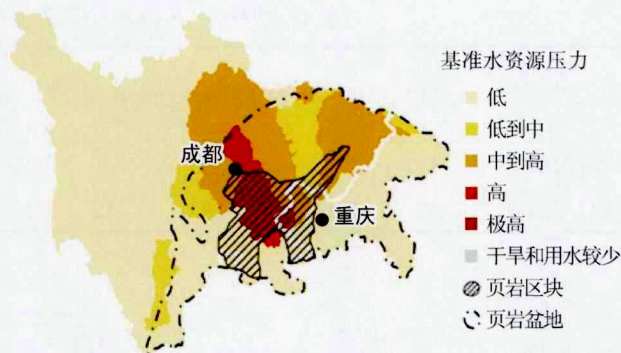 基准水资源压力
低
低到中
中到高
高
极高
干旱和用水较少
页岩区块
页岩盆地
成都
重庆